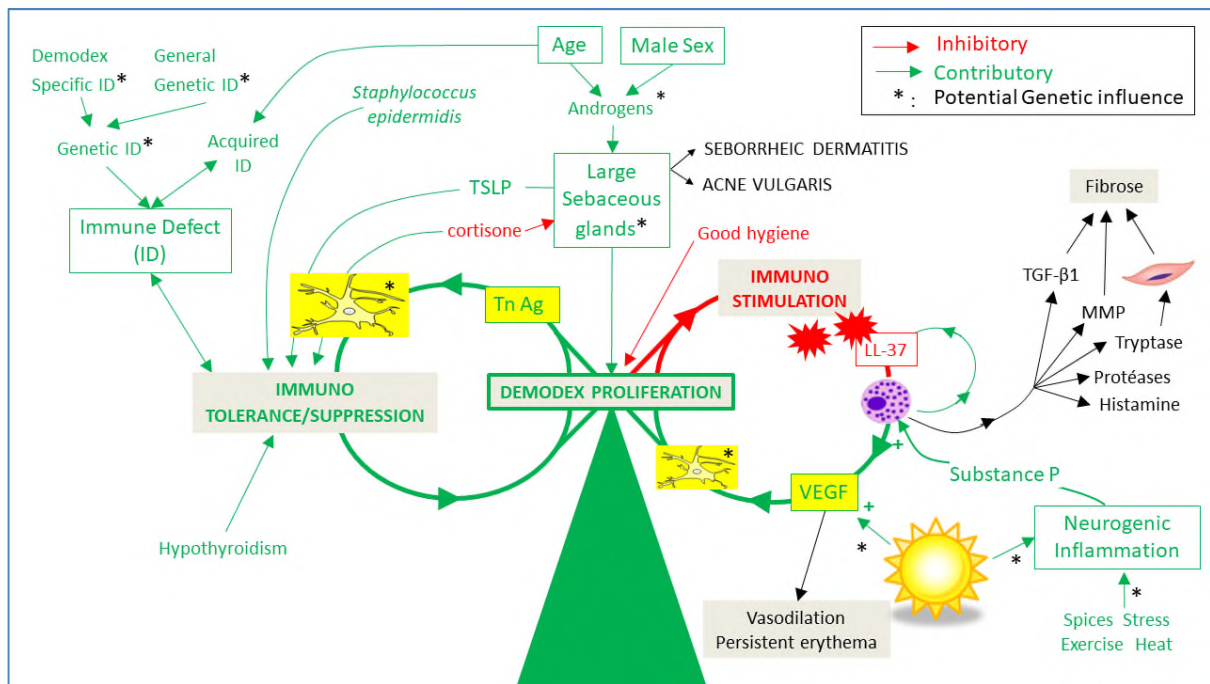 Demodex
Specific ID*
General
Genetic ID*
Genetic ID*
Acquired
ID
Immune Defect
(ID)
Age
Male Sex
Androgens *
Staphylococcus
epidermidis
Large
Sebaceous
glands*
SEBORRHEIC DERMATITIS
ACNE VULGARIS
TSLP
cortisone
Good hygiene
Inhibitory
Contributory
* : Potential Genetic influence
*
Tn Ag
IMMUNO
TOLERANCE/SUPPRESSION
Hypothyroidism
DEMODEX PROLIFERATION
IMMUNO
STIMULATION
LL-37
*
+
VEGF
+
*
Vasodilation
Persistent erythema
Fibrose
TGF-β1
MMP
Tryptase
Protéases
Histamine
Substance P
Neurogenic
Inflammation
*
*
Spices Stress
Exercise Heat